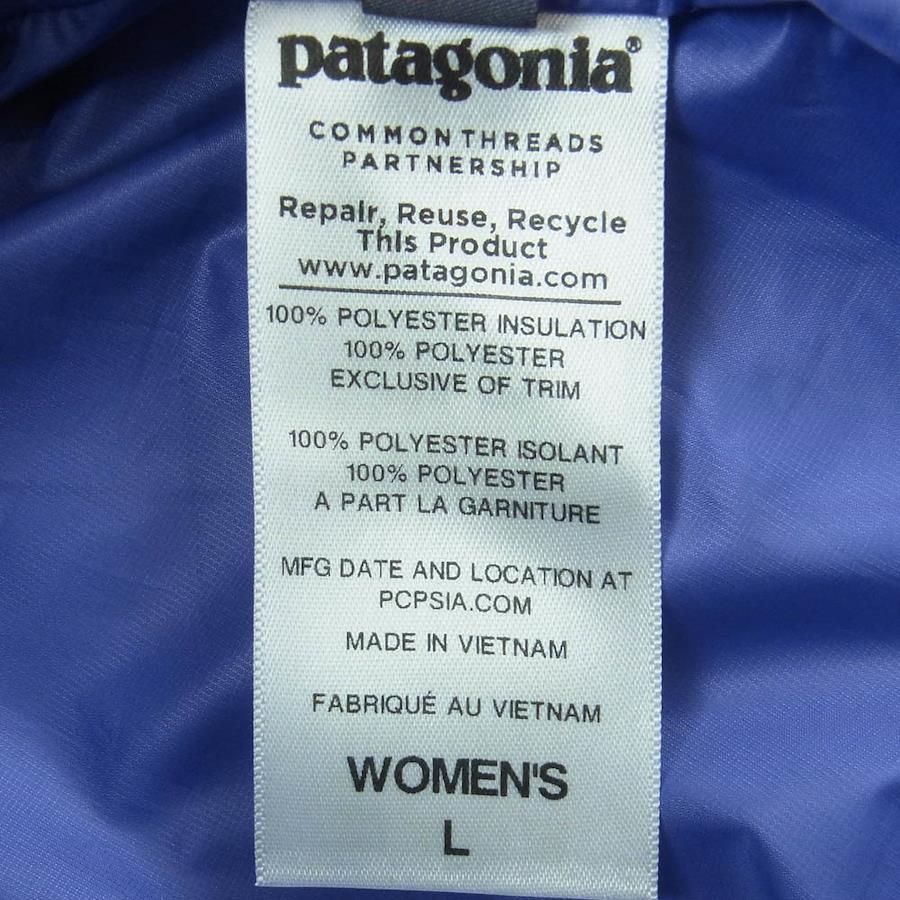 patagonia®
COMMON THREADS
PARTNERSHIP
Repair, Reuse, Recycle
This Product
www.patagonia.com
100% POLYESTER INSULATION
100% POLYESTER
EXCLUSIVE OF TRIM
100% POLYESTER ISOLANT
100% POLYESTER
A PART LA GARNITURE
MFG DATE AND LOCATION AT
PCPSIA.COM
MADE IN VIETNAM
FABRIQUÉ AU VIETNAM
WOMEN'S
L